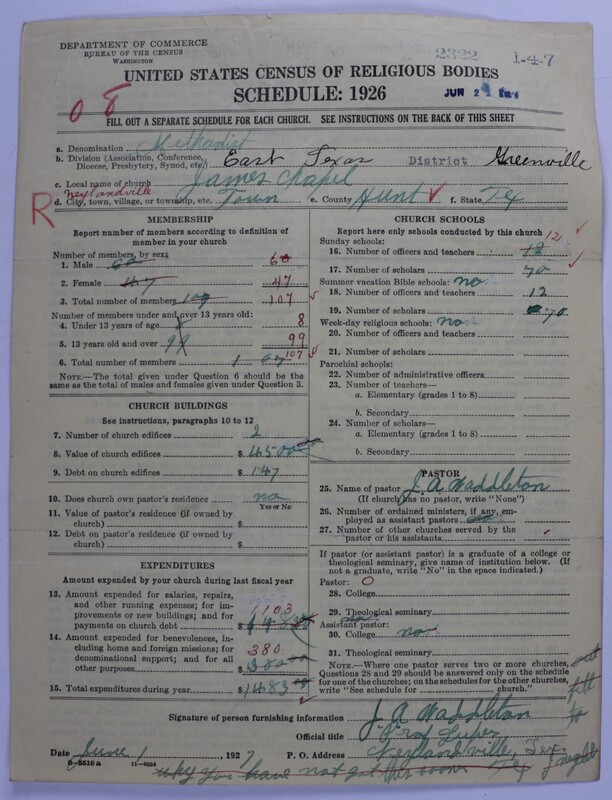 DEPARTMENT OF COMMERCE
BUREAU OF THE CENSUS
WASHINGTON
2322 1-47
UNITED STATES CENSUS OF RELIGIOUS BODIES
SCHEDULE: 1926
JUN 2
08
FILL OUT A SEPARATE SCHEDULE FOR EACH CHURCH. SEE INSTRUCTIONS ON THE BACK OF THIS SHEET
a. Denomination Methodist
b. Division (Association, Conference, Diocese, Presbytery, Synod, etc.) East Texas District Greenville
c. Local name of church James Chapel
Neylandville
R d. City, town, village, or township, etc. Town e. County Hunt f. State Tex
MEMBERSHIP
Report number of members according to definition of member in your church
Number of members, by sex:
1. Male 60 60
2. Female 47 47
3. Total number of members 107 107
Number of members under and over 13 years old:
4. Under 13 years of age 8 8
5. 13 years old and over 99 99
6. Total number of members 107 107
NOTE.—The total given under Question 6 should be the same as the total of males and females given under Question 3.
CHURCH BUILDINGS
See instructions, paragraphs 10 to 12
7. Number of church edifices 2
8. Value of church edifices $ 4500
9. Debt on church edifices $ 147
10. Does church own pastor's residence no
Yes or No
11. Value of pastor's residence (if owned by church) $
12. Debt on pastor's residence (if owned by church) $
EXPENDITURES
Amount expended by your church during last fiscal year
13. Amount expended for salaries, repairs, and other running expenses; for improvements or new buildings; and for payments on church debt 1103
14. Amount expended for benevolences, including home and foreign missions; for denominational support; and for all other purposes 380
15. Total expenditures during year $ 1483 00
CHURCH SCHOOLS
Report here only schools conducted by this church 12
Sunday schools:
16. Number of officers and teachers
17. Number of scholars 70
Summer vacation Bible schools: no
18. Number of officers and teachers 12
19. Number of scholars 70
Week-day religious schools: no
20. Number of officers and teachers
21. Number of scholars
Parochial schools:
22. Number of administrative officers
23. Number of teachers—
a. Elementary (grades 1 to 8)
b. Secondary
24. Number of scholars—
a. Elementary (grades 1 to 8)
b. Secondary
PASTOR
25. Name of pastor J. A. Waddleton
(If church has no pastor, write "None")
26. Number of ordained ministers, if any, employed as assistant pastors
27. Number of other churches served by the pastor or his assistants
If pastor (or assistant pastor) is a graduate of a college or theological seminary, give name of institution below. (If not a graduate, write "No" in the space indicated.)
Pastor: 0
28. College
29. Theological seminary
Assistant pastor:
30. College no
31. Theological seminary
NOTE.—Where one pastor serves two or more churches, Questions 28 and 29 should be answered only on the schedule for one of the churches; on the schedules for the other churches, write "See schedule for church."
Signature of person furnishing information J. A. Waddleton
Official title
Date June 1, 1927 P. O. Address Neylandville, Tex.
8-5518a 11-9054
why you have not got this soon